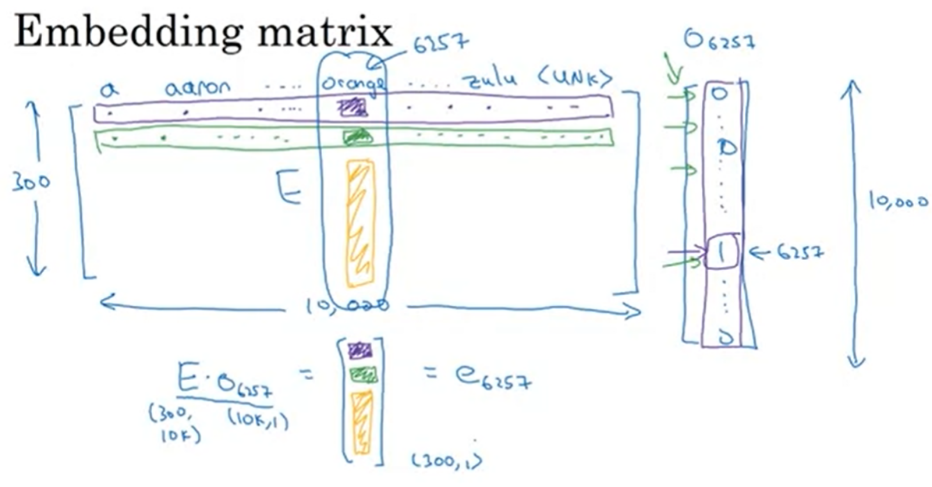 Embedding matrix
6257
O6257
a aaron ..... orange ..... zulu <UNK>
0
0
300
E
10,000
1 ← 6257
10,000
0
E · O6257 = [ ] = e6257
(300, 10K) (10K,1)
(300,1)